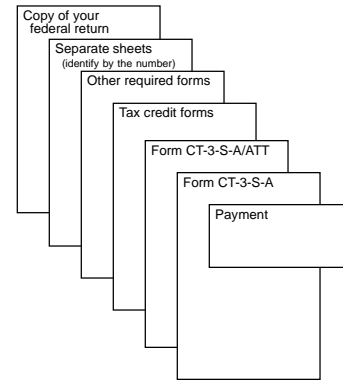 Copy of your
federal return
Separate sheets
(identify by the number)
Other required forms
Tax credit forms
Form CT-3-S-A/ATT
Form CT-3-S-A
Payment